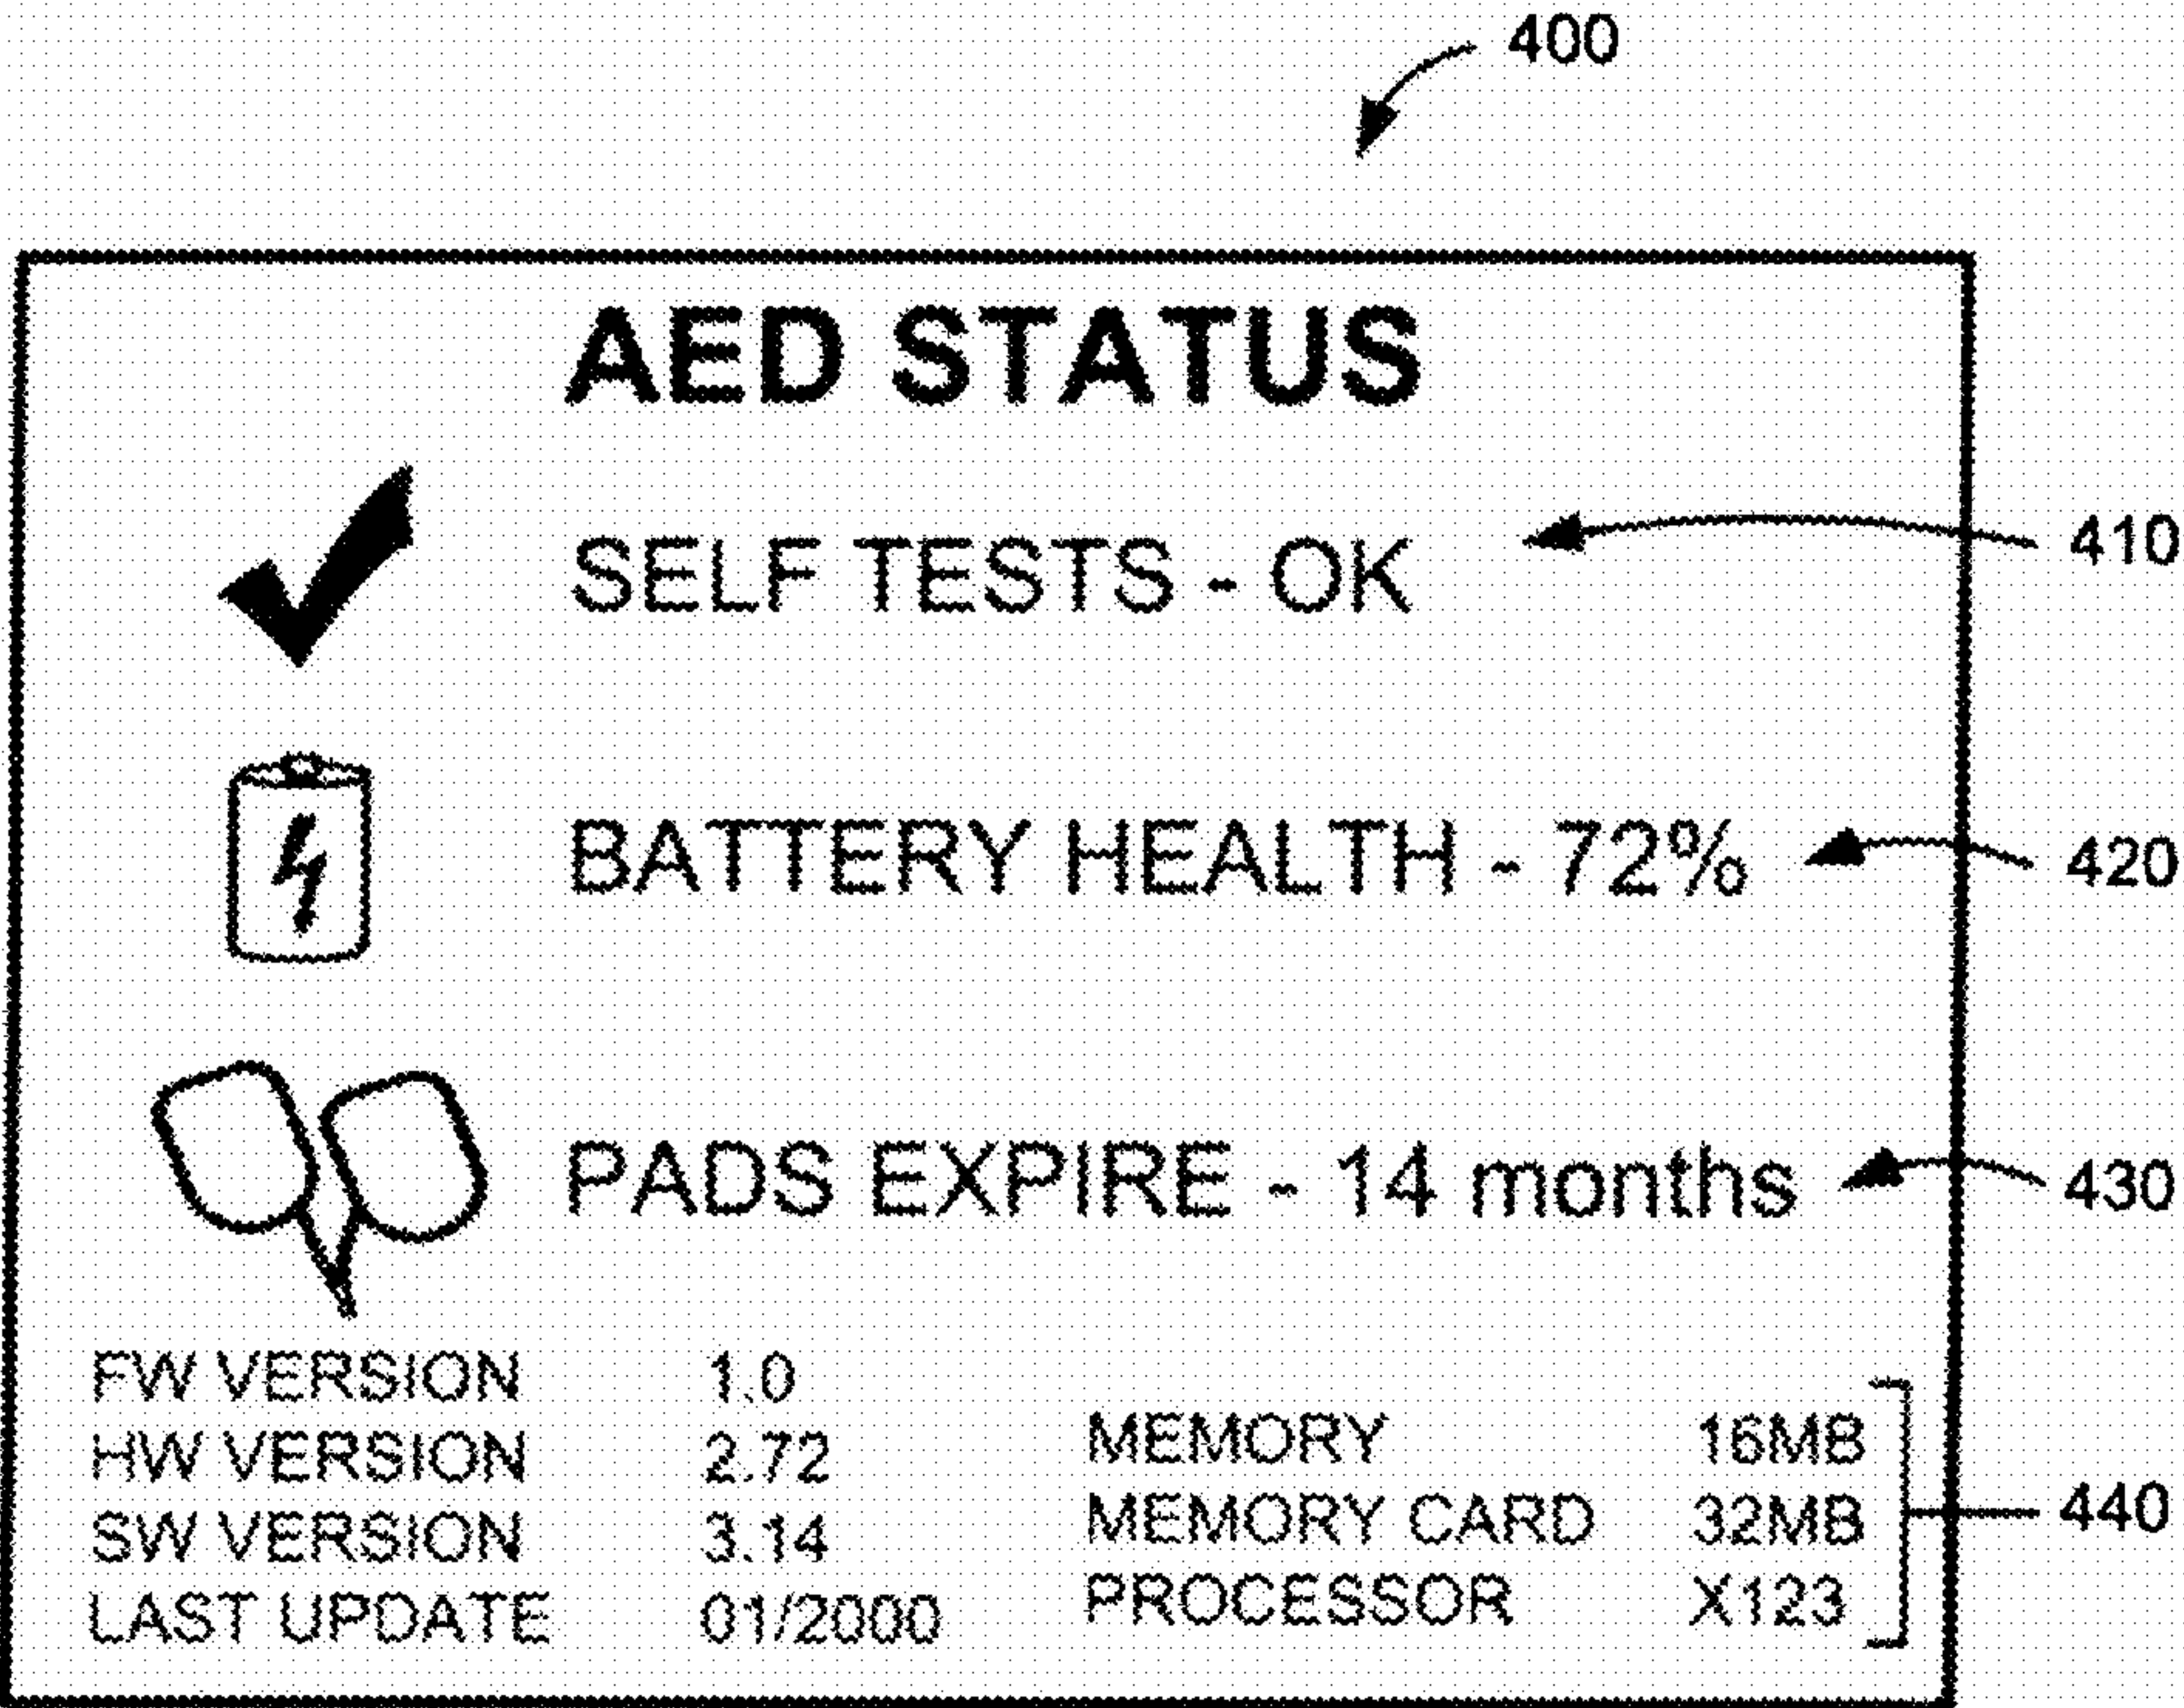 400
AED STATUS
SELF TESTS - OK
410
BATTERY HEALTH - 72%
420
PADS EXPIRE - 14 months
430
FW VERSION 1.0
HW VERSION 2.72
SW VERSION 3.14
LAST UPDATE 01/2000
MEMORY 16MB
MEMORY CARD 32MB
PROCESSOR X123
440